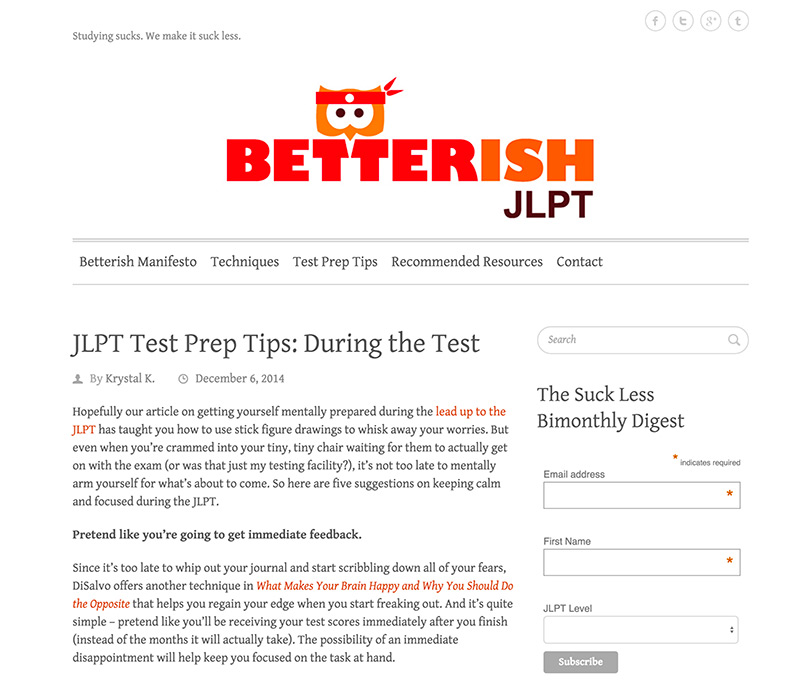 Studying sucks. We make it suck less.
BETTERISH
JLPT
Betterish Manifesto Techniques Test Prep Tips Recommended Resources Contact
JLPT Test Prep Tips: During the Test
By Krystal K. December 6, 2014
Hopefully our article on getting yourself mentally prepared during the lead up to the
JLPT has taught you how to use stick figure drawings to whisk away your worries. But
even when you're crammed into your tiny, tiny chair waiting for them to actually get
on with the exam (or was that just my testing facility?), it's not too late to mentally
arm yourself for what's about to come. So here are five suggestions on keeping calm
and focused during the JLPT.
Pretend like you're going to get immediate feedback.
Since it's too late to whip out your journal and start scribbling down all of your fears,
DiSalvo offers another technique in What Makes Your Brain Happy and Why You Should Do
the Opposite that helps you regain your edge when you start freaking out. And it's quite
simple – pretend like you'll be receiving your test scores immediately after you finish
(instead of the months it will actually take). The possibility of an immediate
disappointment will help keep you focused on the task at hand.
Search
The Suck Less
Bimonthly Digest
* indicates required
Email address
*
First Name
*
JLPT Level
Subscribe